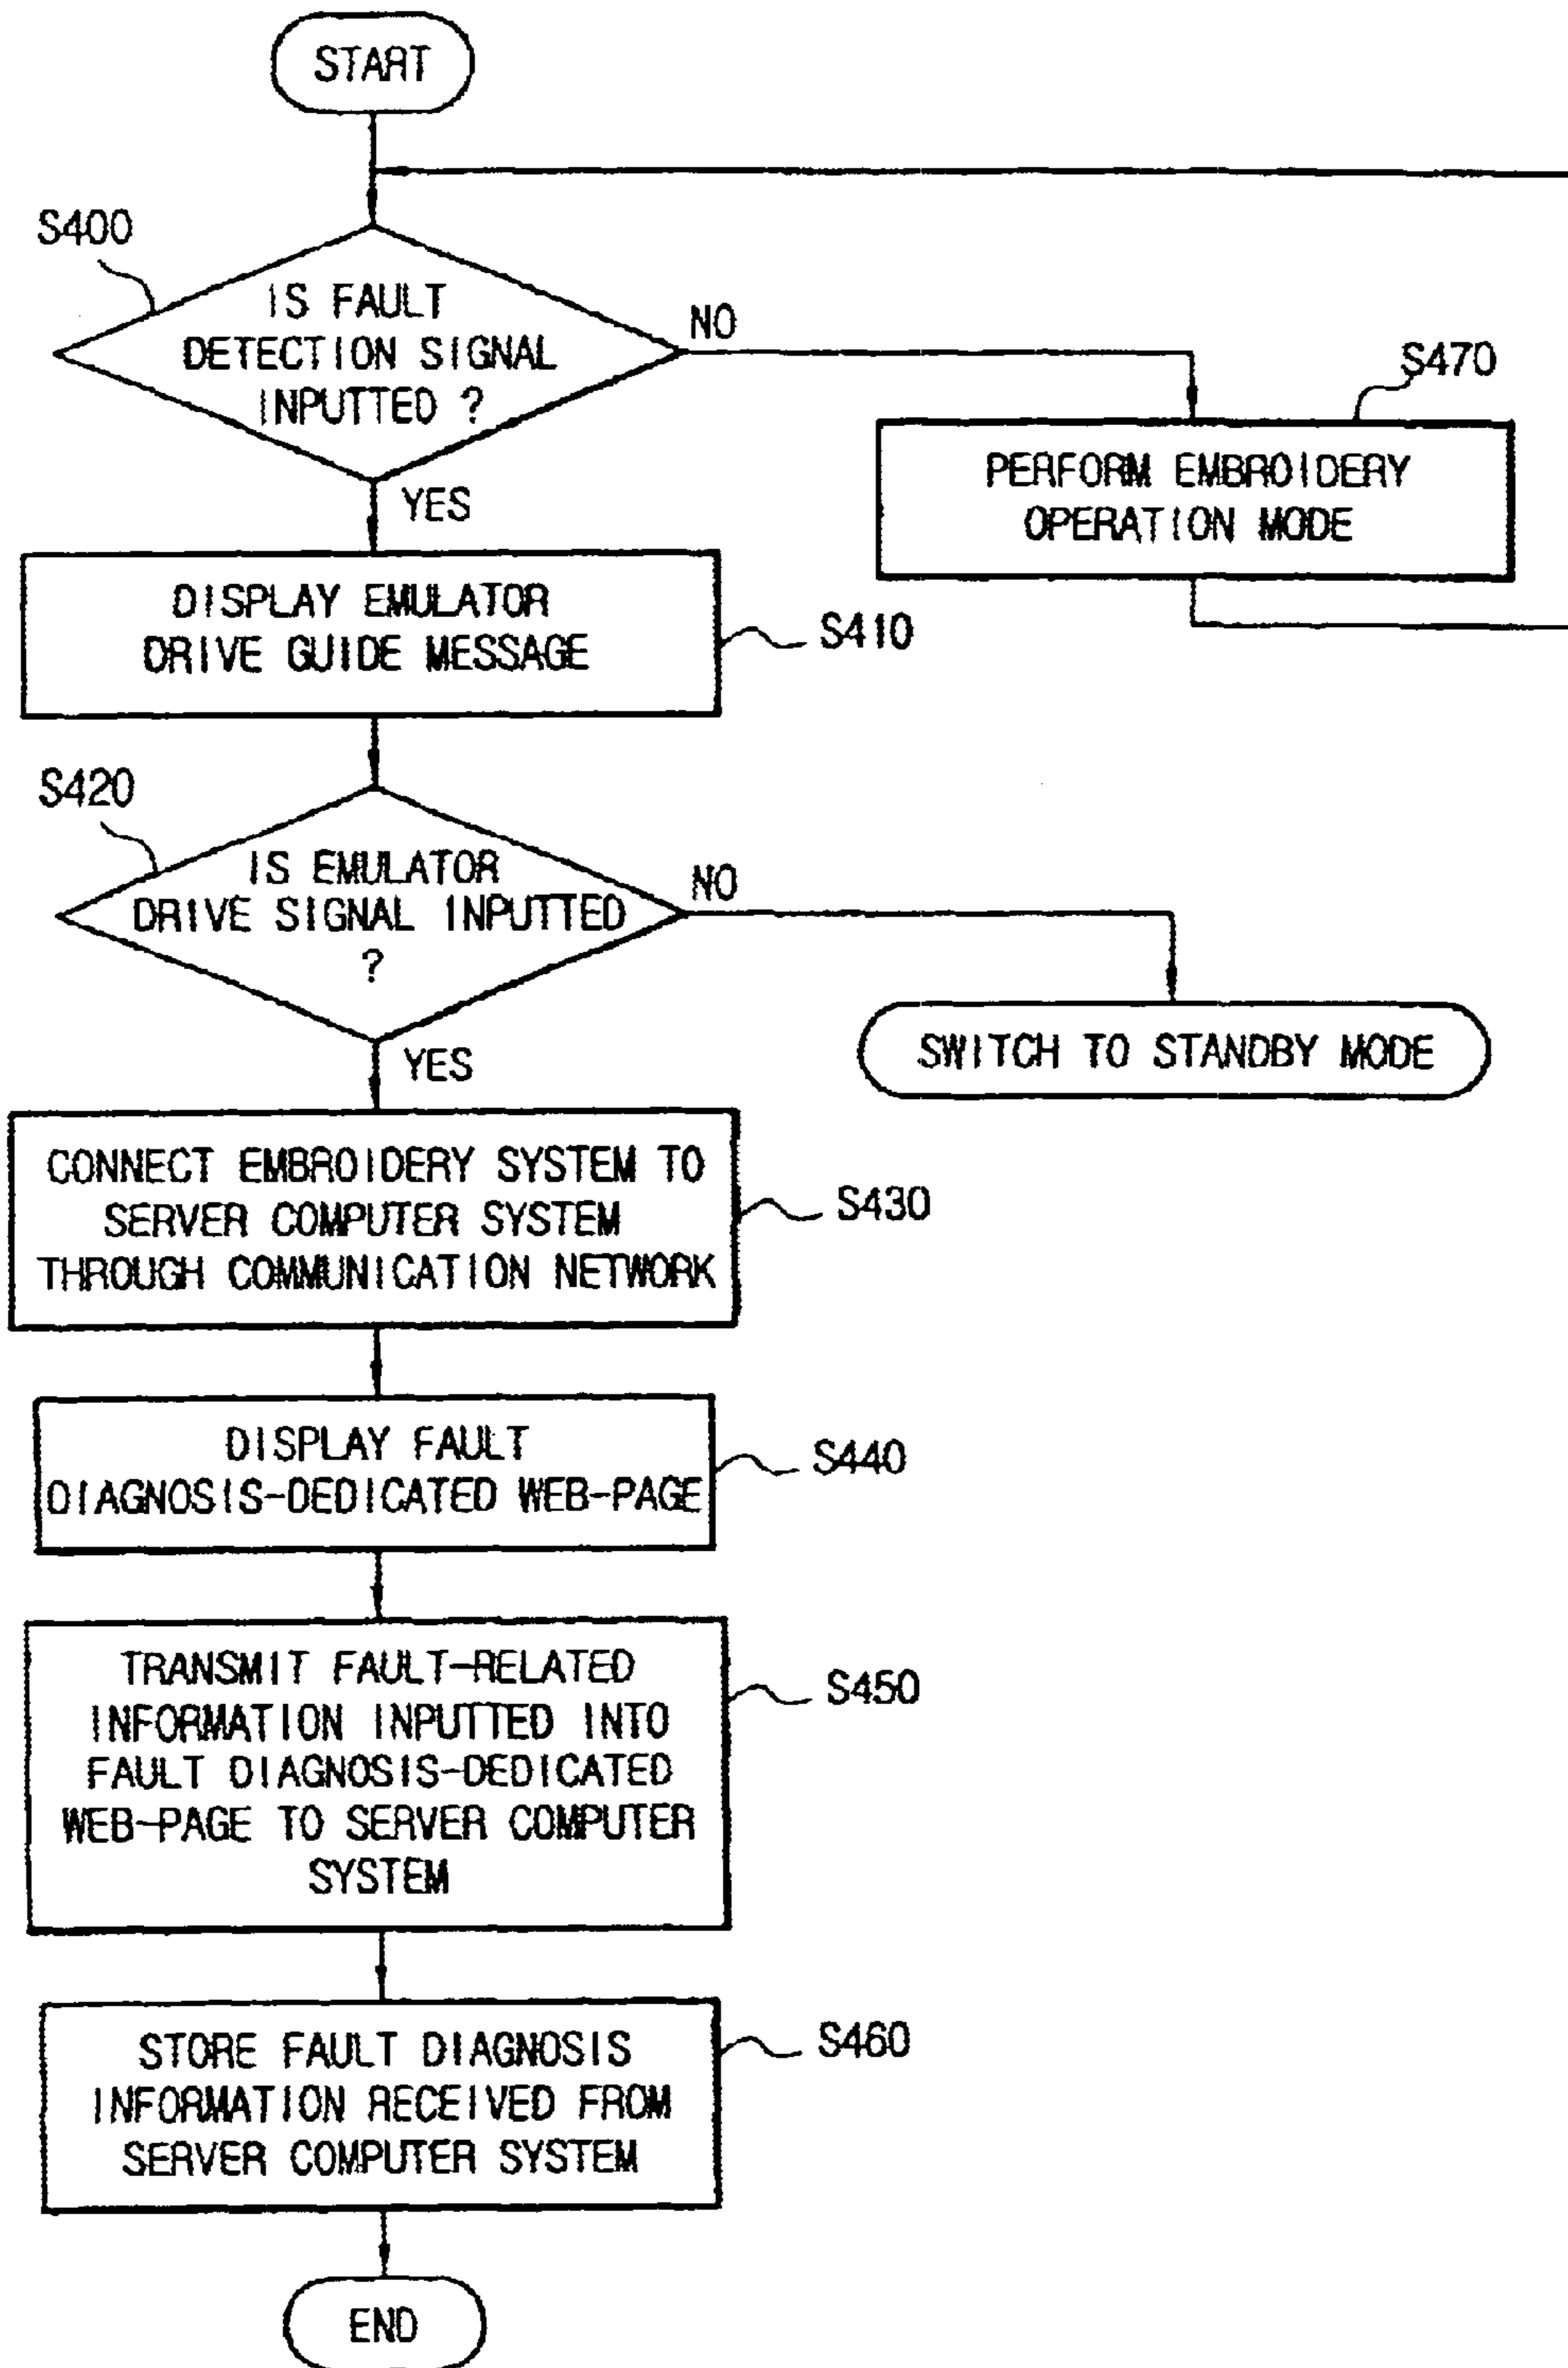 START
S400
IS FAULT
DETECTION SIGNAL
INPUTTED ?
NO
S470
PERFORM EMBROIDERY
OPERATION MODE
YES
DISPLAY EMULATOR
DRIVE GUIDE MESSAGE
S410
S420
IS EMULATOR
DRIVE SIGNAL INPUTTED
?
NO
SWITCH TO STANDBY MODE
YES
CONNECT EMBROIDERY SYSTEM TO
SERVER COMPUTER SYSTEM
THROUGH COMMUNICATION NETWORK
S430
DISPLAY FAULT
DIAGNOSIS-DEDICATED WEB-PAGE
S440
TRANSMIT FAULT-RELATED
INFORMATION INPUTTED INTO
FAULT DIAGNOSIS-DEDICATED
WEB-PAGE TO SERVER COMPUTER
SYSTEM
S450
STORE FAULT DIAGNOSIS
INFORMATION RECEIVED FROM
SERVER COMPUTER SYSTEM
S460
END